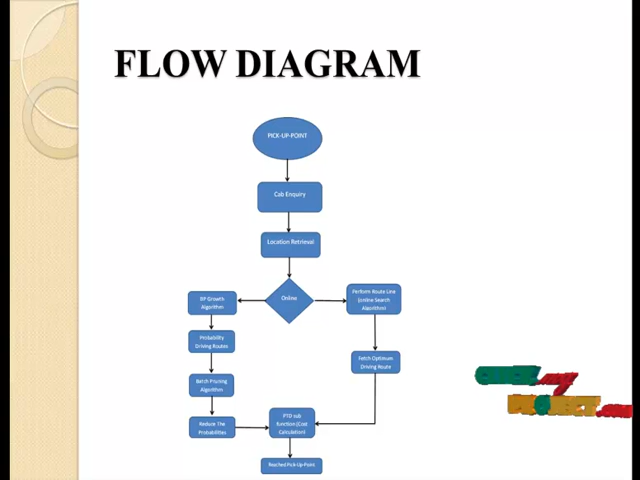 FLOW DIAGRAM
PICK-UP-POINT
Cab Enquiry
Location Retrieval
Online
BP Growth
Algorithm
Perform Route Line
(online Search
Algorithm)
Probability
Driving Routes
Fetch Optimum
Driving Route
Batch Pruning
Algorithm
Reduce The
Probabilities
PTD sub
function (Cost
Calculation)
Reached Pick-Up-Point